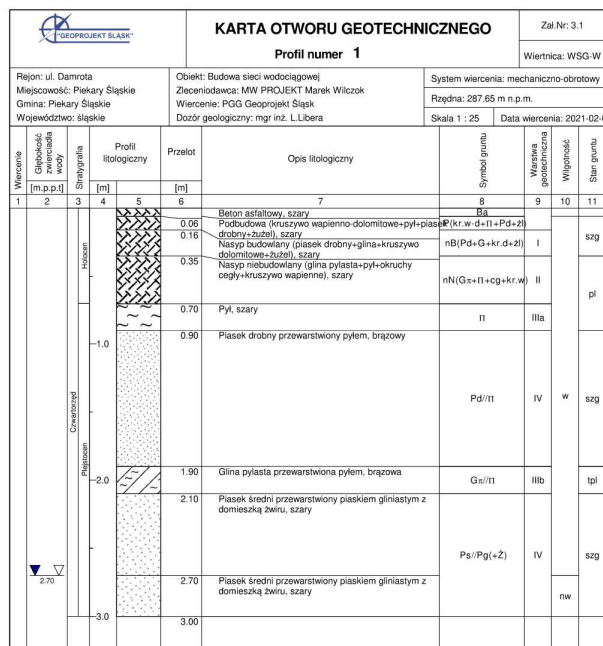 "GEOPROJEKT ŚLĄSK"
KARTA OTWORU GEOTECHNICZNEGO
Profil numer 1
Zał.Nr: 3.1
Wiertnica: WSG-W
Rejon: ul. Damrota
Miejscowość: Piekary Śląskie
Gmina: Piekary Śląskie
Województwo: śląskie
Obiekt: Budowa sieci wodociągowej
Zleceniodawca: MW PROJEKT Marek Wilczok
Wiercenie: PGG Geoprojekt Śląsk
Dozór geologiczny: mgr inż. L.Libera
System wiercenia: mechaniczno-obrotowy
Rzędna: 287.65 m n.p.m.
Skala 1 : 25 Data wiercenia: 2021-02-
Wiercenie
Głębokość zwierciadła wody
[m.p.p.t]
Stratygrafia
Profil litologiczny
[m]
Przelot
[m]
Opis litologiczny
Symbol gruntu
Warstwa geotechniczna
Wilgotność
Stan gruntu
1 2 3 4 5 6 7 8 9 10 11
Beton asfaltowy, szary Ba
0.06 Podbudowa (kruszywo wapienno-dolomitowe+pył+piasek drobny+żużel), szary P(kr.w-d+Π+Pd+żl)
0.16 Nasyp budowlany (piasek drobny+glina+kruszywo dolomitowe+żużel), szary nB(Pd+G+kr.d+żl) I szg
0.35 Nasyp niebudowlany (glina pylasta+pył+okruchy cegły+kruszywo wapienne), szary nN(Gπ+Π+cg+kr.w) II pl
Holocen
0.70 Pył, szary Π IIIa
0.90 Piasek drobny przewarstwiony pyłem, brązowy Pd//Π IV w szg
1.0
Czwartorzęd
Plejstocen
1.90 Glina pylasta przewarstwiona pyłem, brązowa Gπ//Π IIIb tpl
2.0
2.10 Piasek średni przewarstwiony piaskiem gliniastym z domieszką żwiru, szary Ps//Pg(+Ż) IV szg
2.70
2.70 Piasek średni przewarstwiony piaskiem gliniastym z domieszką żwiru, szary nw
3.0
3.00